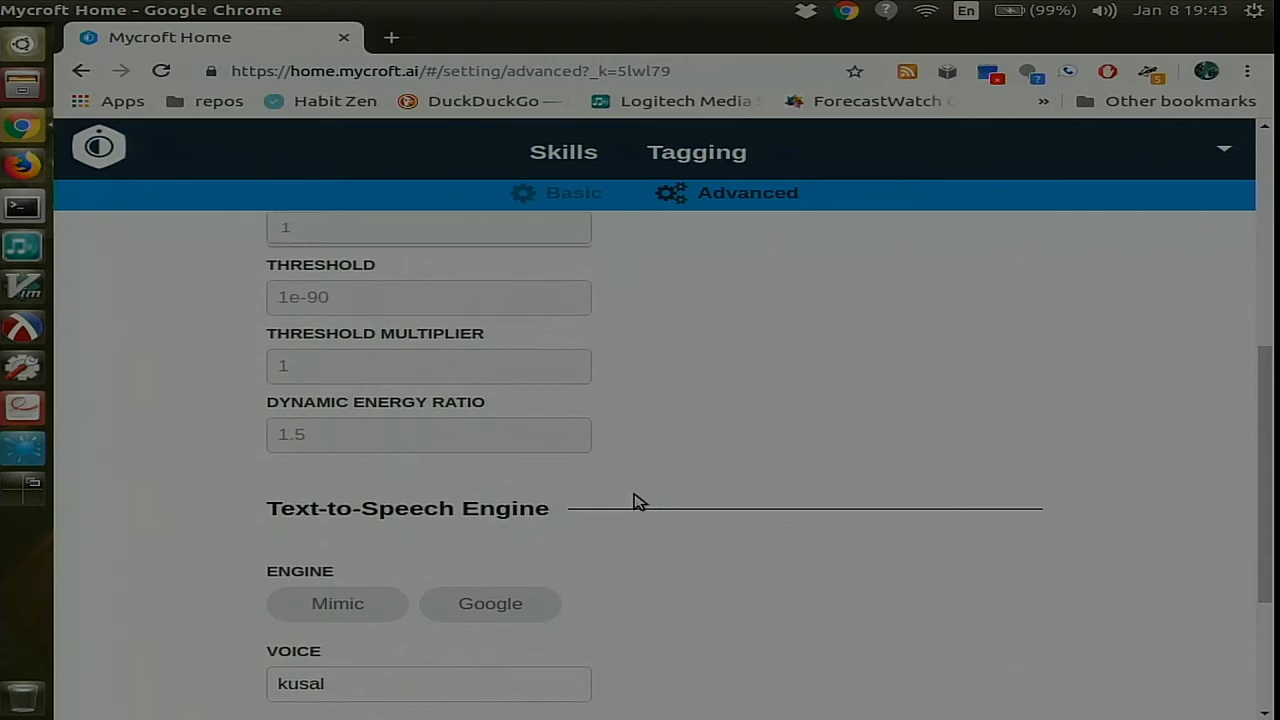 Mycroft Home - Google Chrome
En
(99%)
Jan 8 19:43
Mycroft Home
https://home.mycroft.ai/#/setting/advanced?_k=5lwl79
5
Apps
repos
Habit Zen
DuckDuckGo —
Logitech Media
ForecastWatch
»
Other bookmarks
Skills
Tagging
Basic
Advanced
1
THRESHOLD
1e-90
THRESHOLD MULTIPLIER
1
DYNAMIC ENERGY RATIO
1.5
Text-to-Speech Engine
ENGINE
Mimic
Google
VOICE
kusal